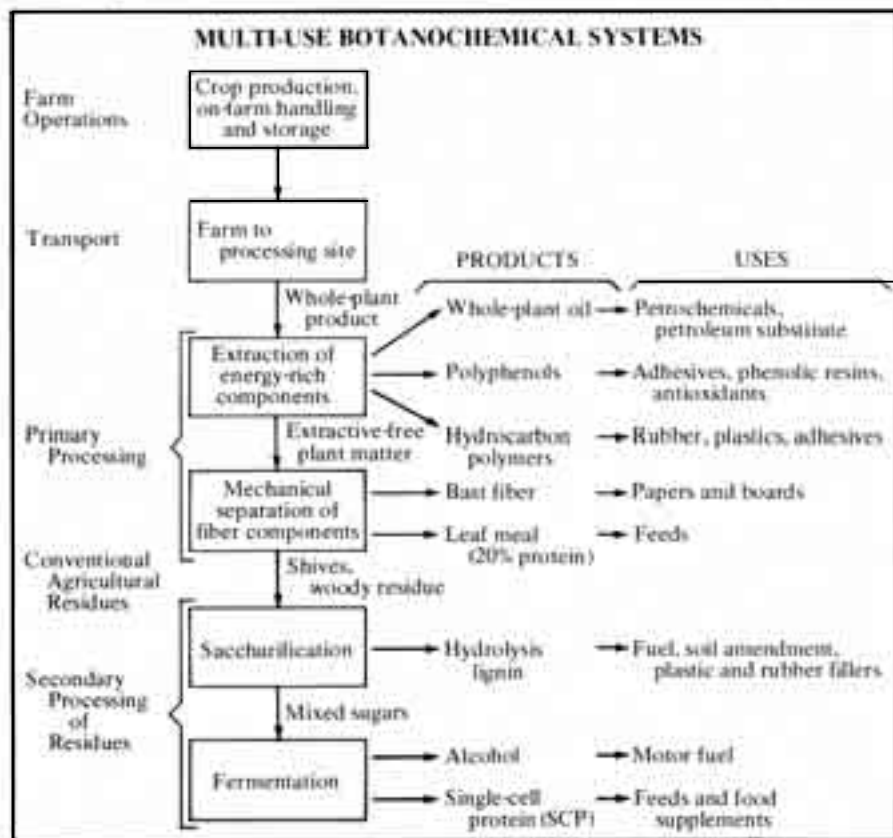 MULTI-USE BOTANOCHEMICAL SYSTEMS
Farm
Operations
Crop production,
on-farm handling
and storage
Transport
Farm to
processing site
PRODUCTS
USES
Whole-plant
product
Whole-plant oil
Petrochemicals,
petroleum substitute
Primary
Processing
Extraction of
energy-rich
components
Polyphenols
Adhesives, phenolic resins,
antioxidants
Extractive-free
plant matter
Hydrocarbon
polymers
Rubber, plastics, adhesives
Mechanical
separation of
fiber components
Bast fiber
Papers and boards
Leaf meal
(20% protein)
Feeds
Conventional
Agricultural
Residues
Shives,
woody residue
Secondary
Processing
of
Residues
Saccharification
Hydrolysis
lignin
Fuel, soil amendment,
plastic and rubber fillers
Mixed sugars
Fermentation
Alcohol
Motor fuel
Single-cell
protein (SCP)
Feeds and food
supplements